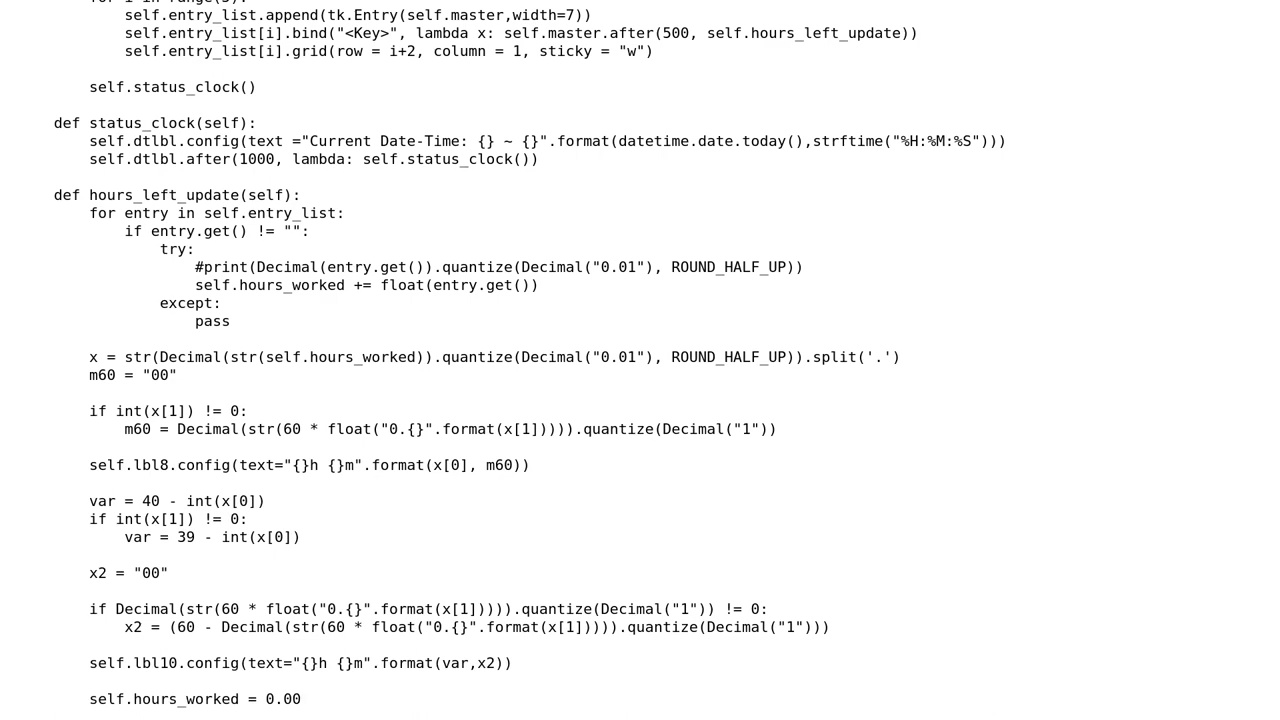 for i in range(5):
self.entry_list.append(tk.Entry(self.master,width=7))
self.entry_list[i].bind("<Key>", lambda x: self.master.after(500, self.hours_left_update))
self.entry_list[i].grid(row = i+2, column = 1, sticky = "w")
self.status_clock()
def status_clock(self):
self.dtlbl.config(text ="Current Date-Time: {} ~ {}".format(datetime.date.today(),strftime("%H:%M:%S")))
self.dtlbl.after(1000, lambda: self.status_clock())
def hours_left_update(self):
for entry in self.entry_list:
if entry.get() != "":
try:
#print(Decimal(entry.get()).quantize(Decimal("0.01"), ROUND_HALF_UP))
self.hours_worked += float(entry.get())
except:
pass
x = str(Decimal(str(self.hours_worked)).quantize(Decimal("0.01"), ROUND_HALF_UP)).split('.')
m60 = "00"
if int(x[1]) != 0:
m60 = Decimal(str(60 * float("0.{}".format(x[1])))).quantize(Decimal("1"))
self.lbl8.config(text="{}h {}m".format(x[0], m60))
var = 40 - int(x[0])
if int(x[1]) != 0:
var = 39 - int(x[0])
x2 = "00"
if Decimal(str(60 * float("0.{}".format(x[1])))).quantize(Decimal("1")) != 0:
x2 = (60 - Decimal(str(60 * float("0.{}".format(x[1])))).quantize(Decimal("1")))
self.lbl10.config(text="{}h {}m".format(var,x2))
self.hours_worked = 0.00